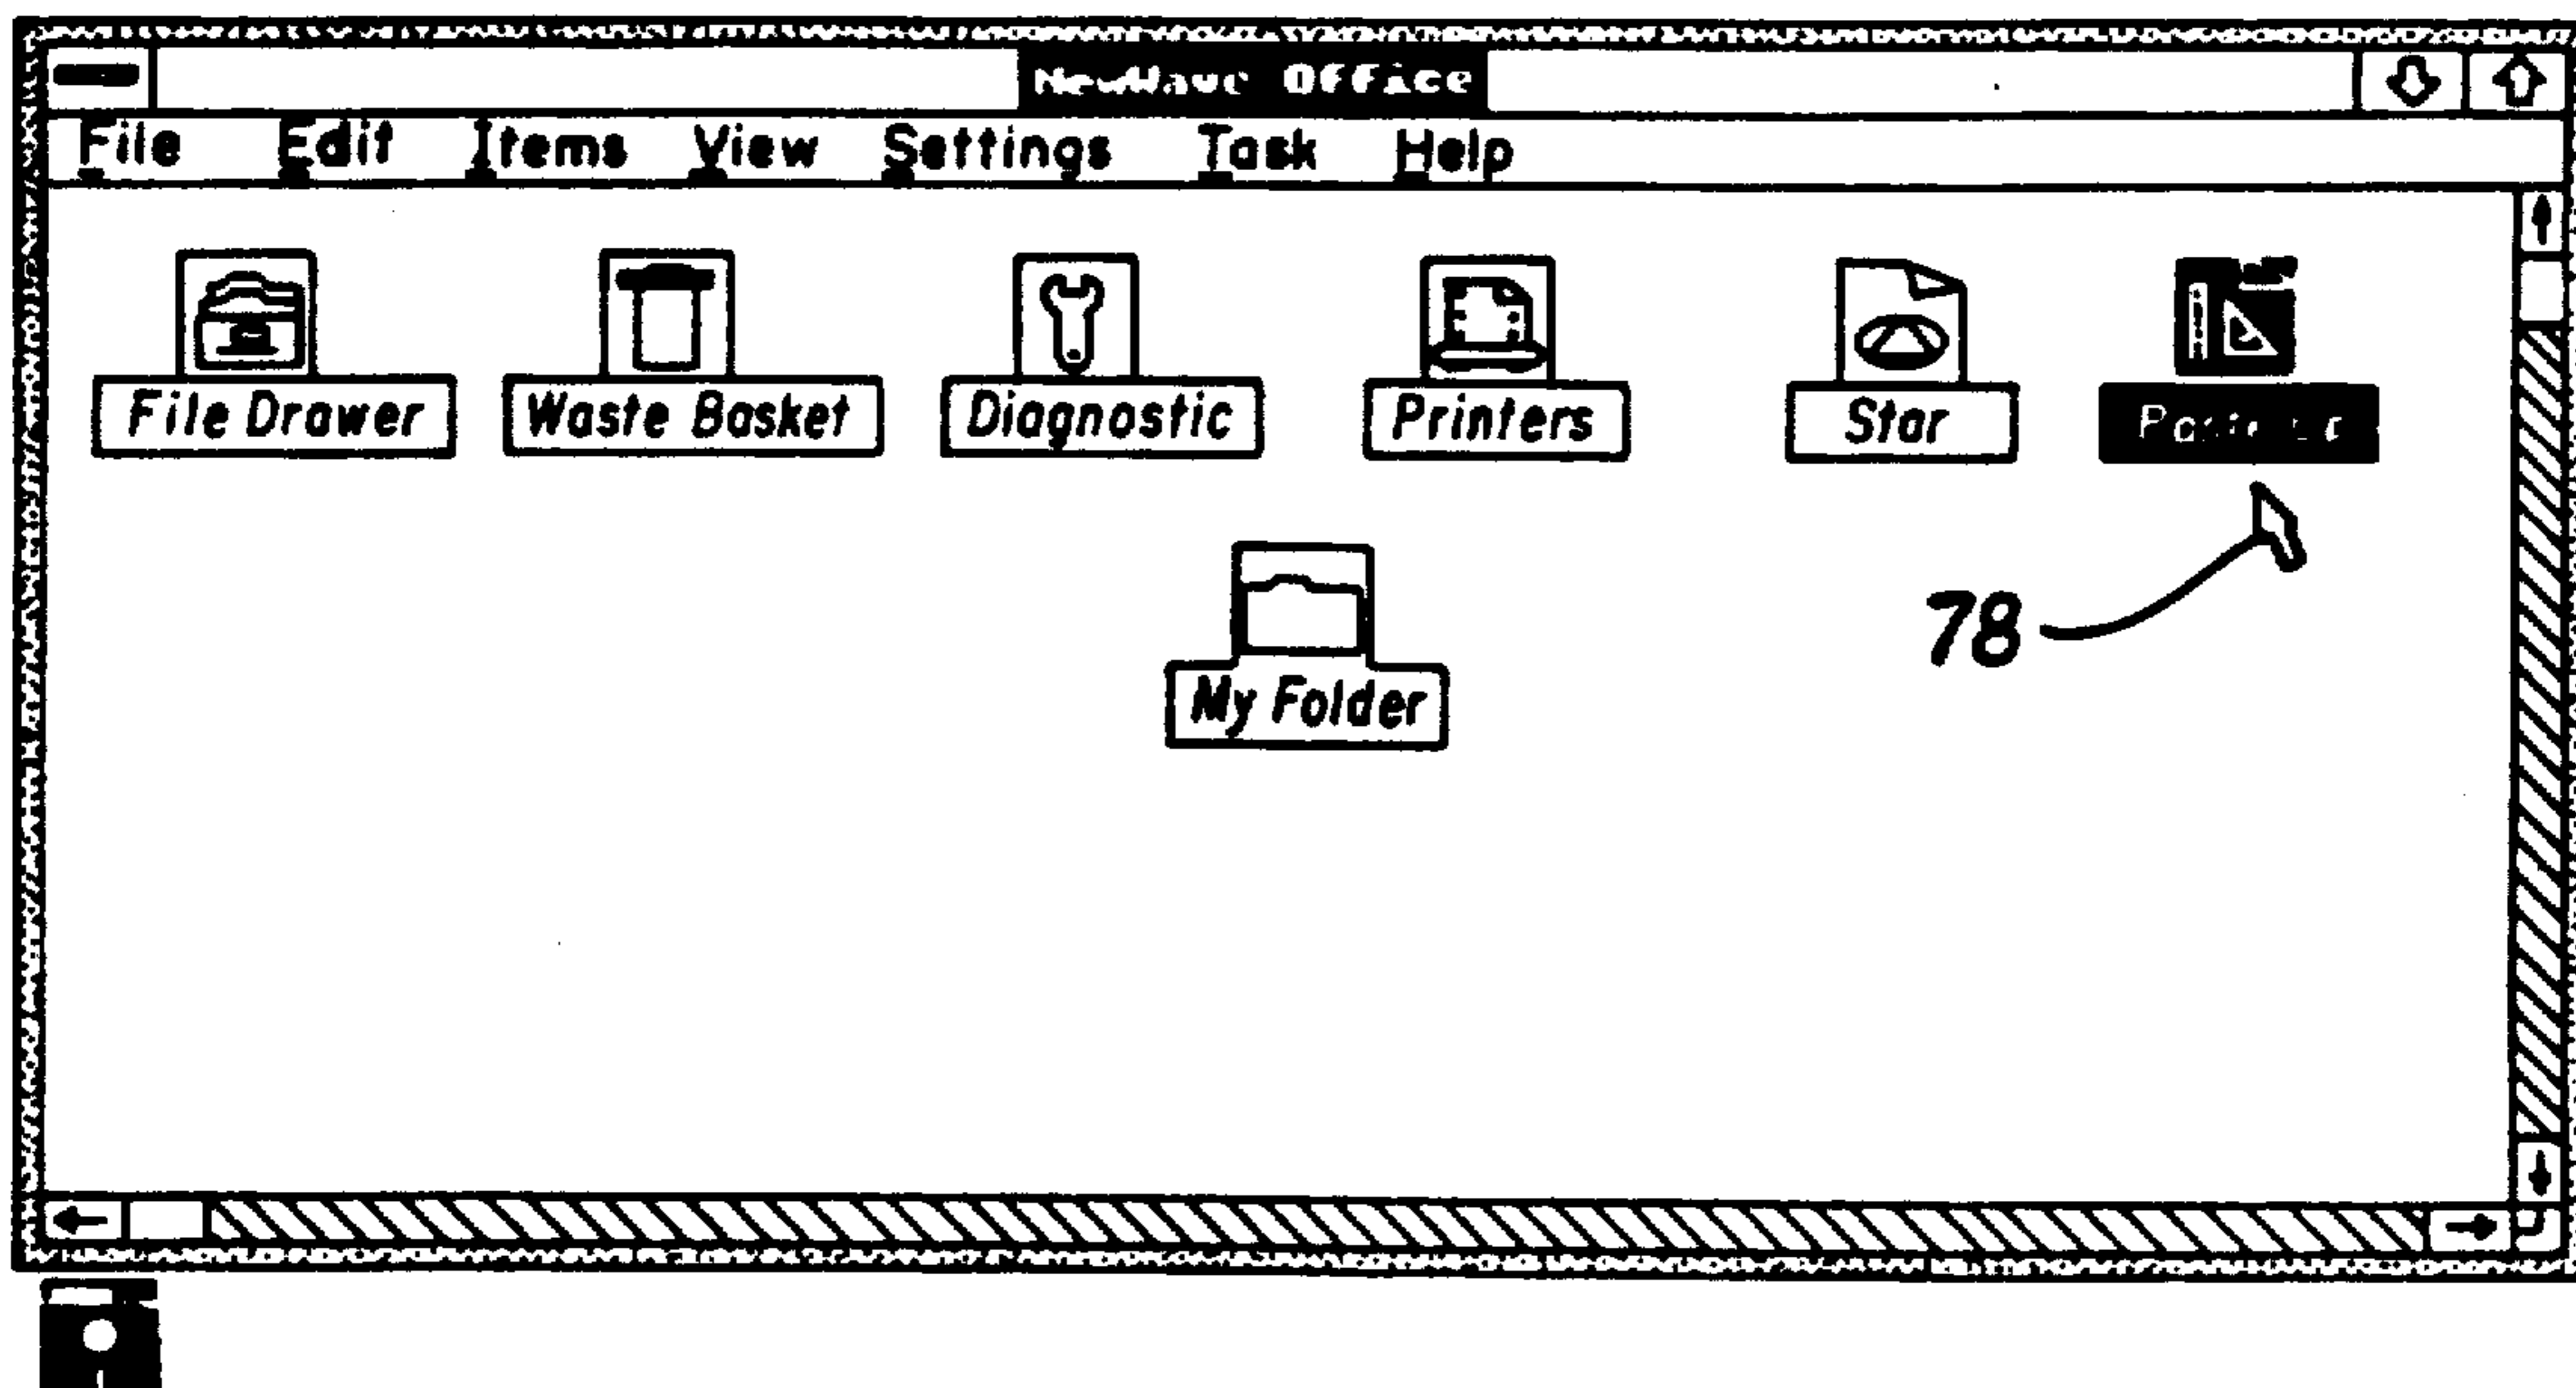 NewWave Office
File Edit Items View Settings Task Help
File Drawer Waste Basket Diagnostic Printers Star
78
My Folder